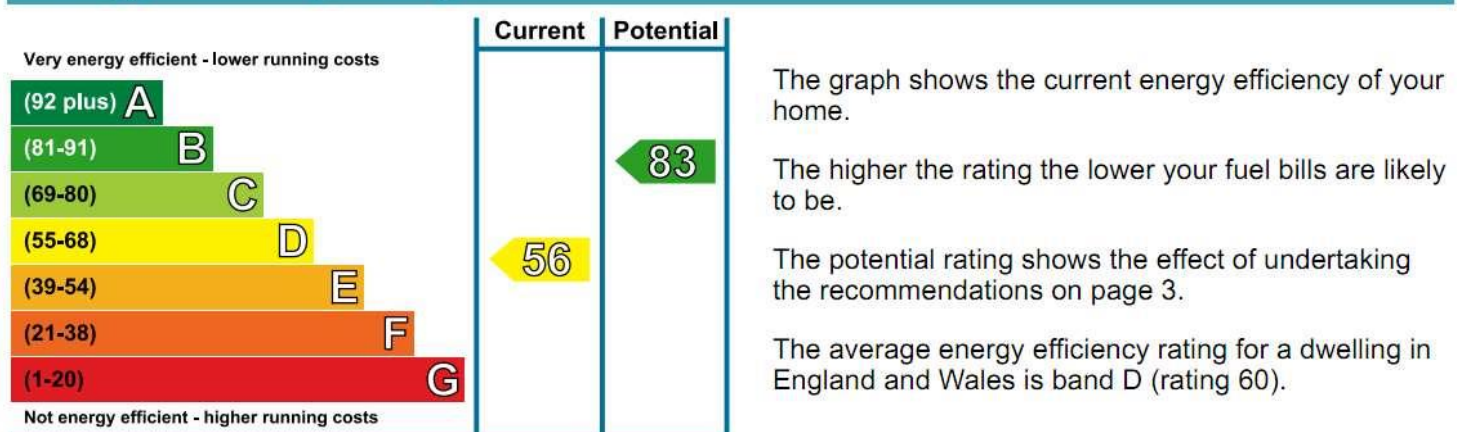 Current Potential
Very energy efficient - lower running costs
(92 plus) A
(81-91) B
(69-80) C
(55-68) D
(39-54) E
(21-38) F
(1-20) G
Not energy efficient - higher running costs
83
56
The graph shows the current energy efficiency of your
home.
The higher the rating the lower your fuel bills are likely
to be.
The potential rating shows the effect of undertaking
the recommendations on page 3.
The average energy efficiency rating for a dwelling in
England and Wales is band D (rating 60).